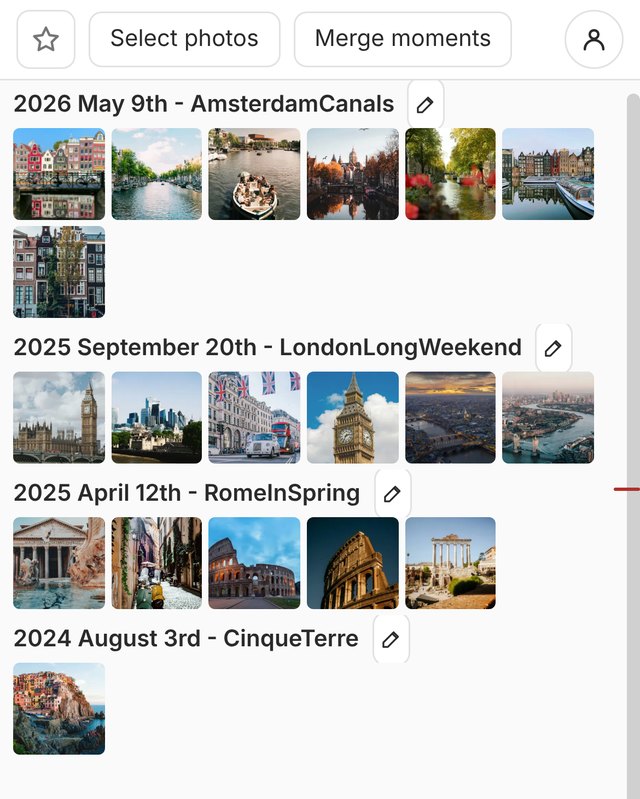 Select photos
Merge moments
2026 May 9th - AmsterdamCanals
2025 September 20th - LondonLongWeekend
2025 April 12th - RomeInSpring
2024 August 3rd - CinqueTerre